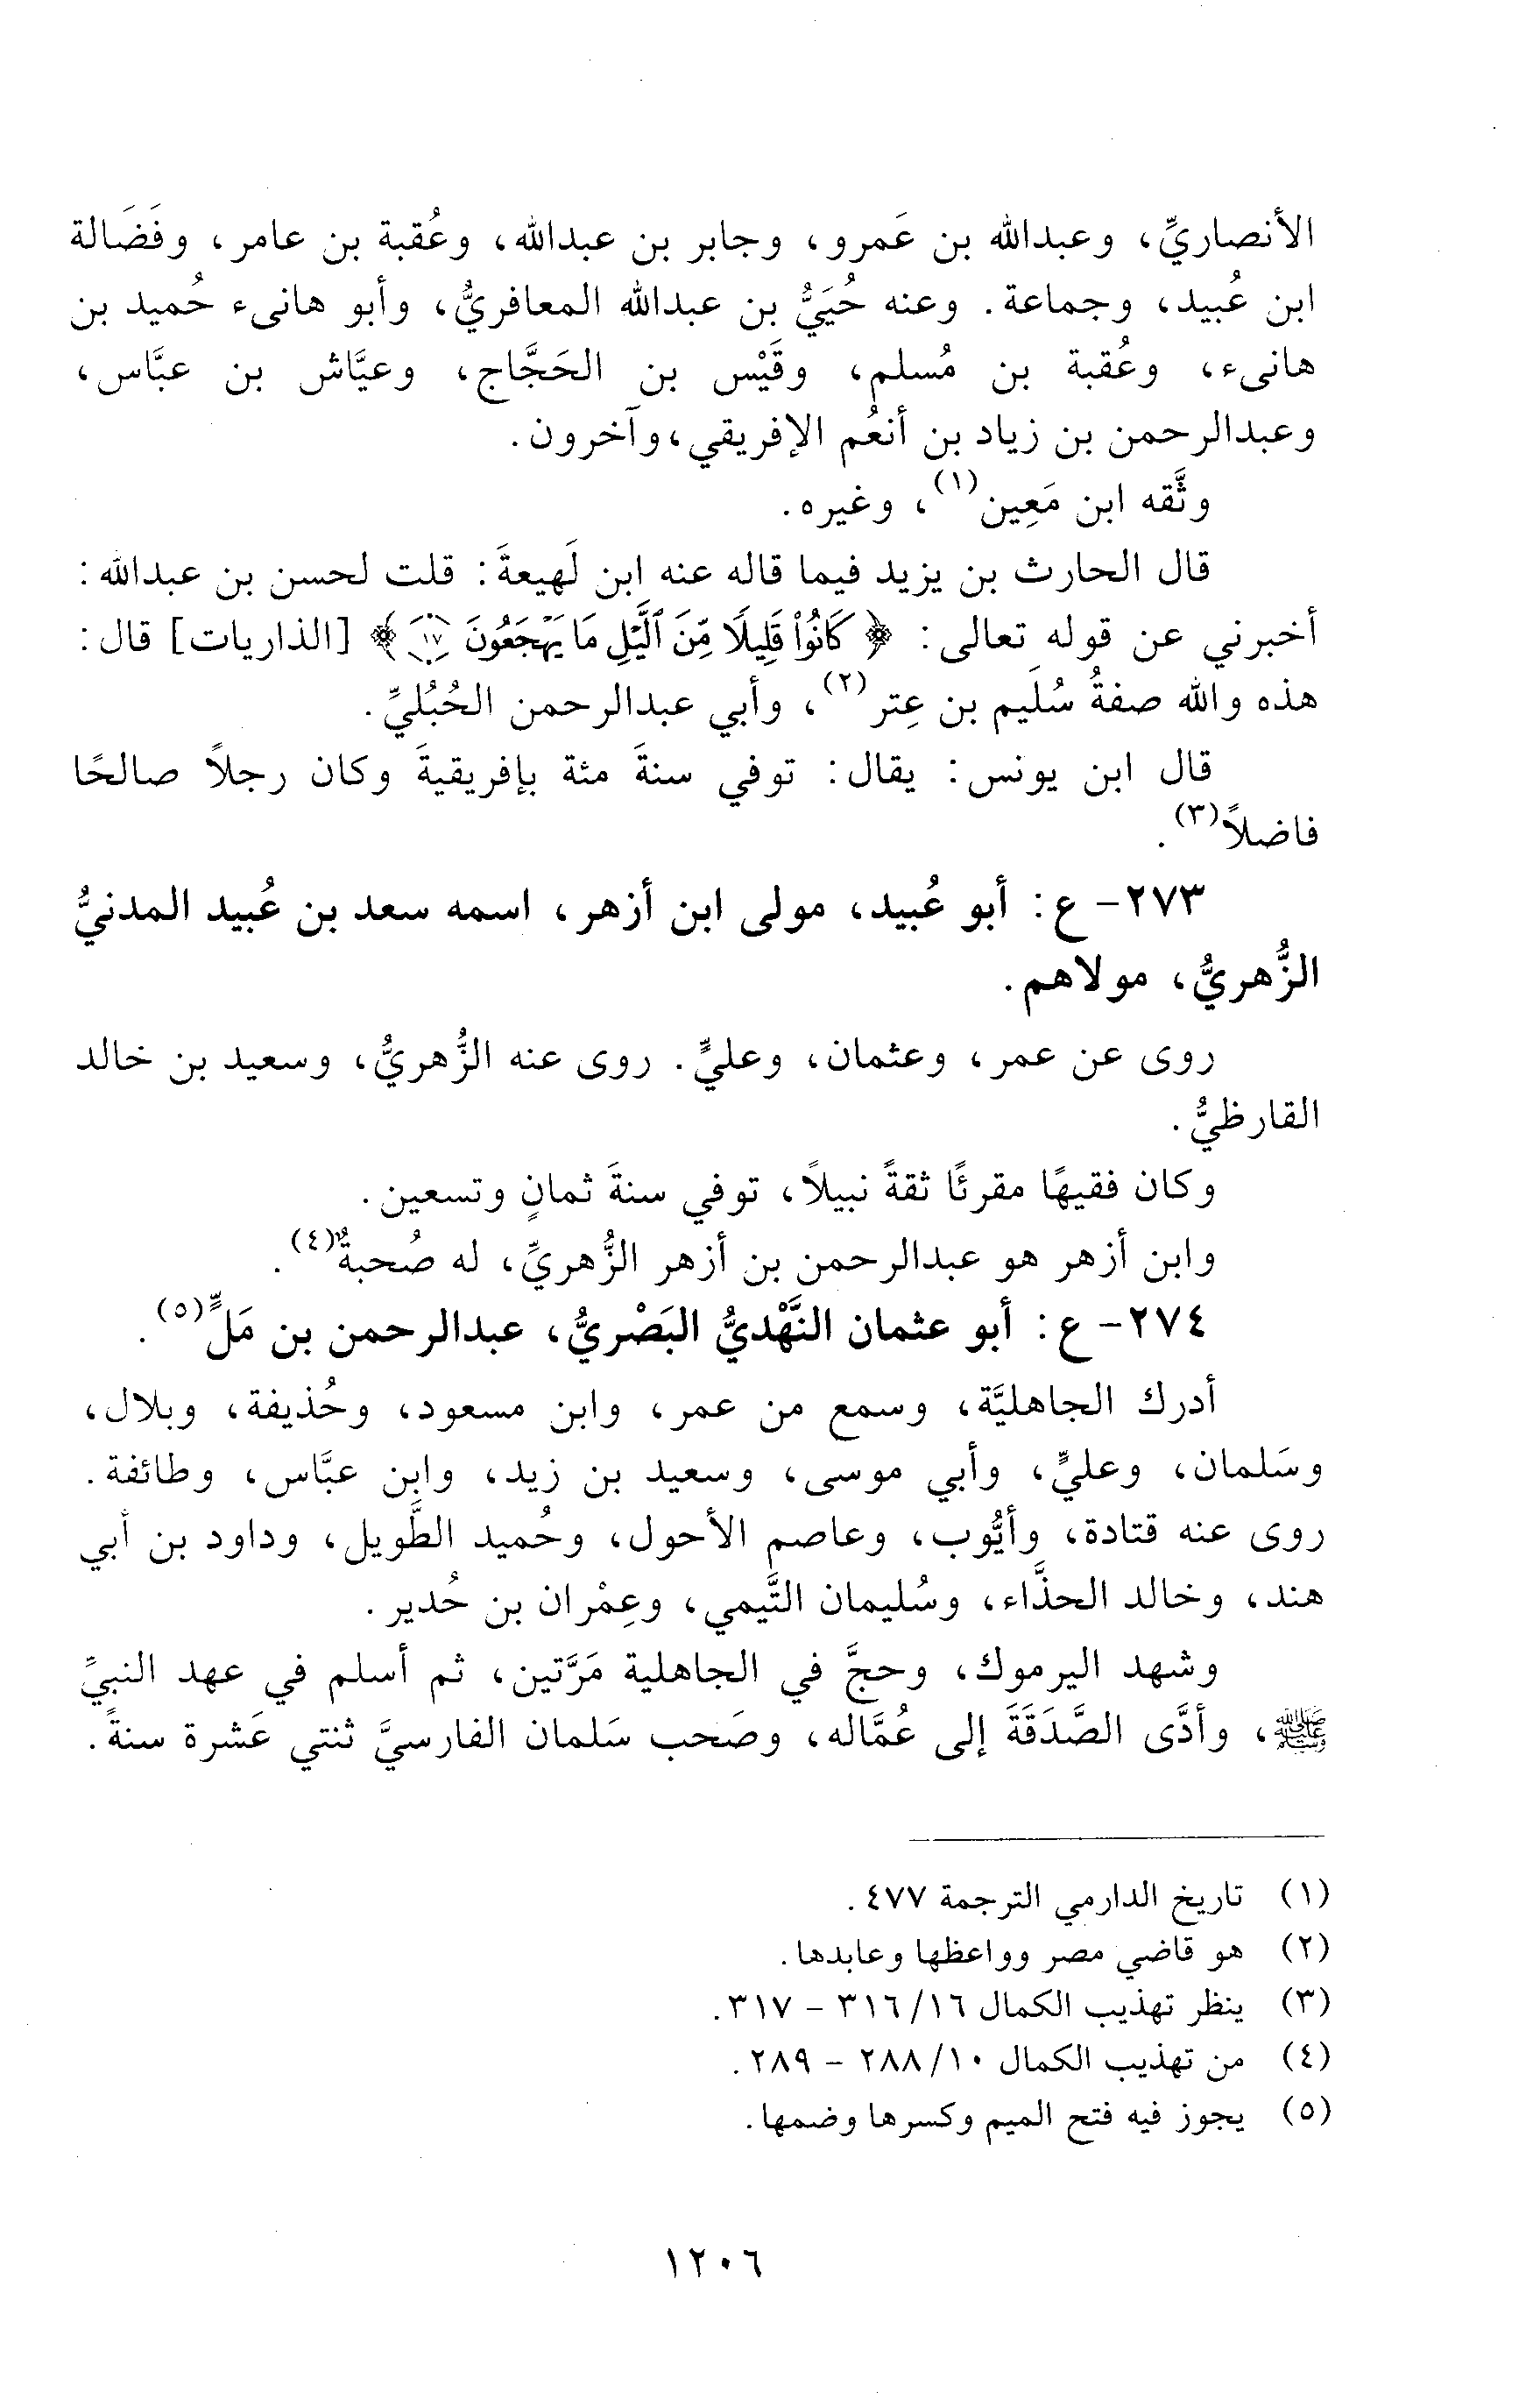 الأنصاريِّ، وعبدالله بن عَمرو، وجابر بن عبدالله، وعُقبة بن عامر، وفَضَالة
ابن عُبيد، وجماعة. وعنه حُيَيُّ بن عبدالله المعافريُّ، وأبو هانىء حُميد بن
هانىء، وعُقبة بن مُسلم، وقَيْس بن الحَجَّاج، وعيَّاش بن عبَّاس،
وعبدالرحمن بن زياد بن أنعُم الإفريقي، وآخرون.
وثَّقه ابن مَعِين(١)، وغيره.
قال الحارث بن يزيد فيما قاله عنه ابن لَهيعةَ: قلت لحسن بن عبدالله:
أخبرني عن قوله تعالى: ﴿كَانُوا۟ قَلِيلًا مِّنَ ٱلَّيْلِ مَا يَهْجَعُونَ ١٧﴾ [الذاريات] قال:
هذه والله صفةُ سُلَيم بن عِتر(٢)، وأبي عبدالرحمن الحُبُليِّ.
قال ابن يونس: يقال: توفي سنةَ مئة بإفريقيةَ وكان رجلاً صالحًا
فاضلاً(٣).
٢٧٣- ع: أبو عُبيد، مولى ابن أزهر، اسمه سعد بن عُبيد المدنيُّ
الزُّهريُّ، مولاهم.
روى عن عمر، وعثمان، وعليٍّ. روى عنه الزُّهريُّ، وسعيد بن خالد
القارظيُّ.
وكان فقيهًا مقرئًا ثقةً نبيلاً، توفي سنةَ ثمانٍ وتسعين.
وابن أزهر هو عبدالرحمن بن أزهر الزُّهريِّ، له صُحبةٌ(٤).
٢٧٤- ع: أبو عثمان النَّهْديُّ البَصْريُّ، عبدالرحمن بن مَلٍّ(٥).
أدرك الجاهليَّة، وسمع من عمر، وابن مسعود، وحُذيفة، وبلال،
وسَلمان، وعليٍّ، وأبي موسى، وسعيد بن زيد، وابن عبَّاس، وطائفة.
روى عنه قتادة، وأيُّوب، وعاصم الأحول، وحُميد الطَّويل، وداود بن أبي
هند، وخالد الحذَّاء، وسُليمان التَّيمي، وعِمْران بن حُدير.
وشهد اليرموك، وحجَّ في الجاهلية مَرَّتين، ثم أسلم في عهد النبيِّ
ﷺ، وأدَّى الصَّدَقَةَ إلى عُمَّاله، وصَحب سَلمان الفارسيَّ ثنتي عَشرة سنةً.
(١) تاريخ الدارمي الترجمة ٤٧٧.
(٢) هو قاضي مصر وواعظها وعابدها.
(٣) ينظر تهذيب الكمال ١٦/ ٣١٦ - ٣١٧.
(٤) من تهذيب الكمال ١٠/ ٢٨٨ - ٢٨٩.
(٥) يجوز فيه فتح الميم وكسرها وضمها.
١٢٠٦